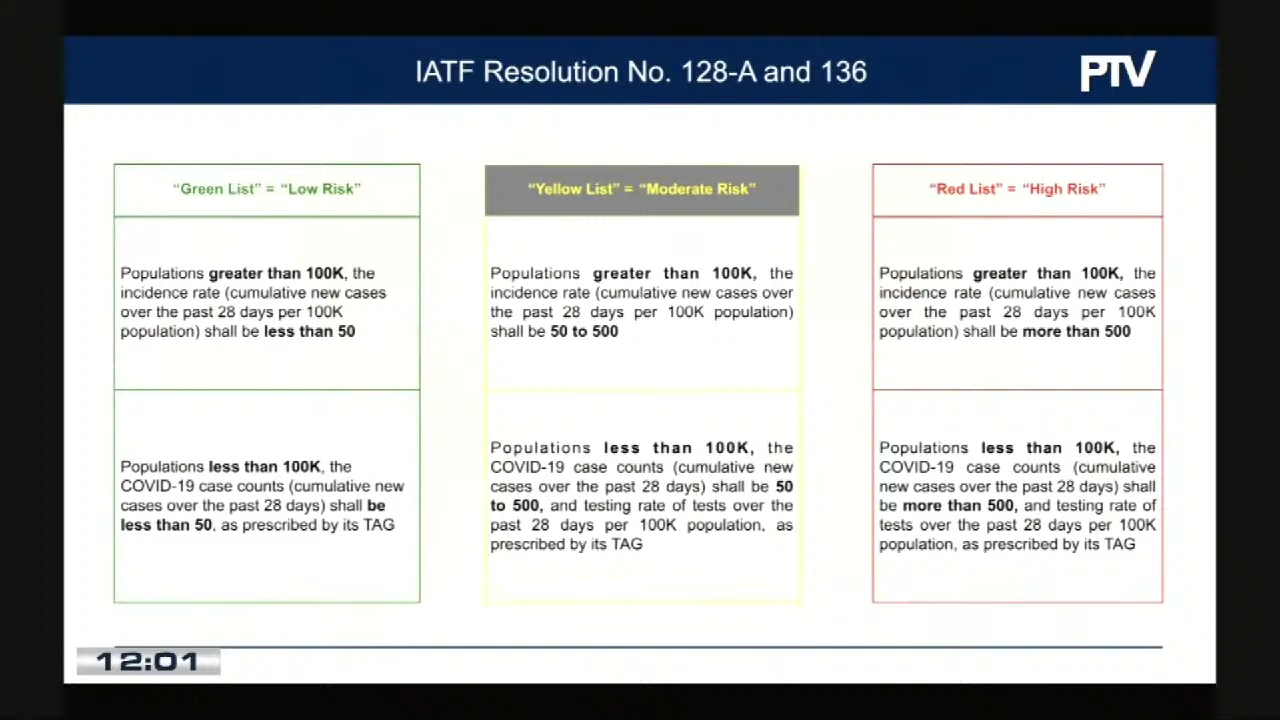 IATF Resolution No. 128-A and 136
PTV
“Green List” = “Low Risk”
Populations greater than 100K, the
incidence rate (cumulative new cases
over the past 28 days per 100K
population) shall be less than 50
Populations less than 100K, the
COVID-19 case counts (cumulative new
cases over the past 28 days) shall be
less than 50, as prescribed by its TAG
“Yellow List” = “Moderate Risk”
Populations greater than 100K, the
incidence rate (cumulative new cases over
the past 28 days per 100K population)
shall be 50 to 500
Populations less than 100K, the
COVID-19 case counts (cumulative new
cases over the past 28 days) shall be 50
to 500, and testing rate of tests over the
past 28 days per 100K population, as
prescribed by its TAG
“Red List” = “High Risk”
Populations greater than 100K, the
incidence rate (cumulative new cases
over the past 28 days per 100K
population) shall be more than 500
Populations less than 100K, the
COVID-19 case counts (cumulative
new cases over the past 28 days) shall
be more than 500, and testing rate of
tests over the past 28 days per 100K
population, as prescribed by its TAG
12:01